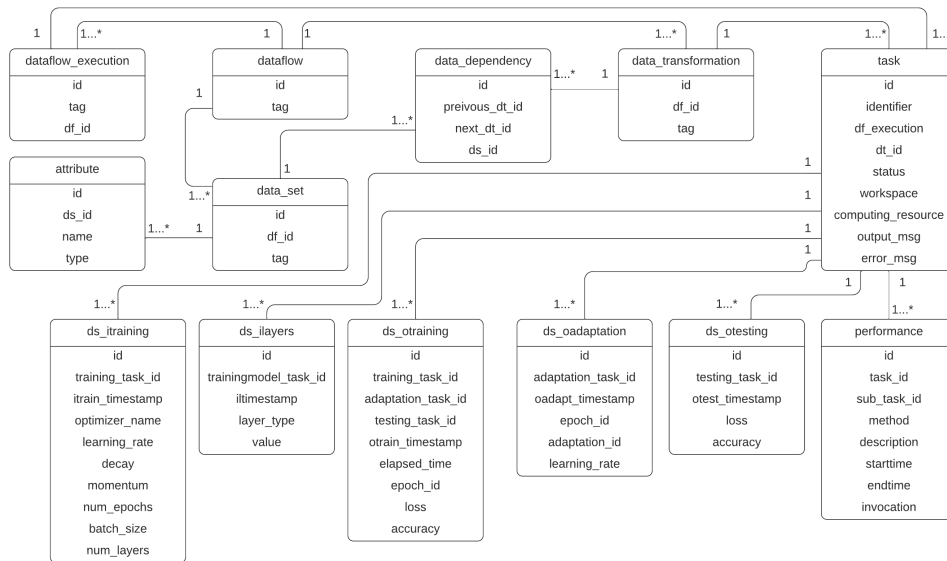 1
1...*
1
1
1...*
1
1...*
1...
dataflow_execution
id
tag
df_id
dataflow
id
tag
data_dependency
id
preivous_dt_id
next_dt_id
ds_id
1...*
1
data_transformation
id
df_id
tag
task
id
identifier
df_execution
dt_id
status
workspace
computing_resource
output_msg
error_msg
1
1...*
1...*
1
attribute
id
ds_id
name
type
1...*
1
data_set
id
df_id
tag
1
1
1
1
1
1
1...*
1...*
1...*
1...*
1...*
1...*
ds_itraining
id
training_task_id
itrain_timestamp
optimizer_name
learning_rate
decay
momentum
num_epochs
batch_size
num_layers
ds_ilayers
id
trainingmodel_task_id
iltimestamp
layer_type
value
ds_otraining
id
training_task_id
adaptation_task_id
testing_task_id
otrain_timestamp
elapsed_time
epoch_id
loss
accuracy
ds_oadaptation
id
adaptation_task_id
oadapt_timestamp
epoch_id
adaptation_id
learning_rate
ds_otesting
id
testing_task_id
otest_timestamp
loss
accuracy
performance
id
task_id
sub_task_id
method
description
starttime
endtime
invocation